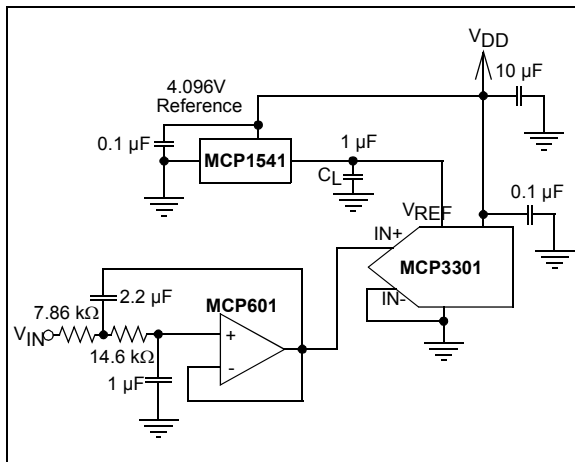 VDD
10 µF
4.096V
Reference
0.1 µF
MCP1541
1 µF
CL
0.1 µF
VREF
IN+
MCP3301
IN-
2.2 µF
MCP601
7.86 kΩ
VIN
+
-
14.6 kΩ
1 µF